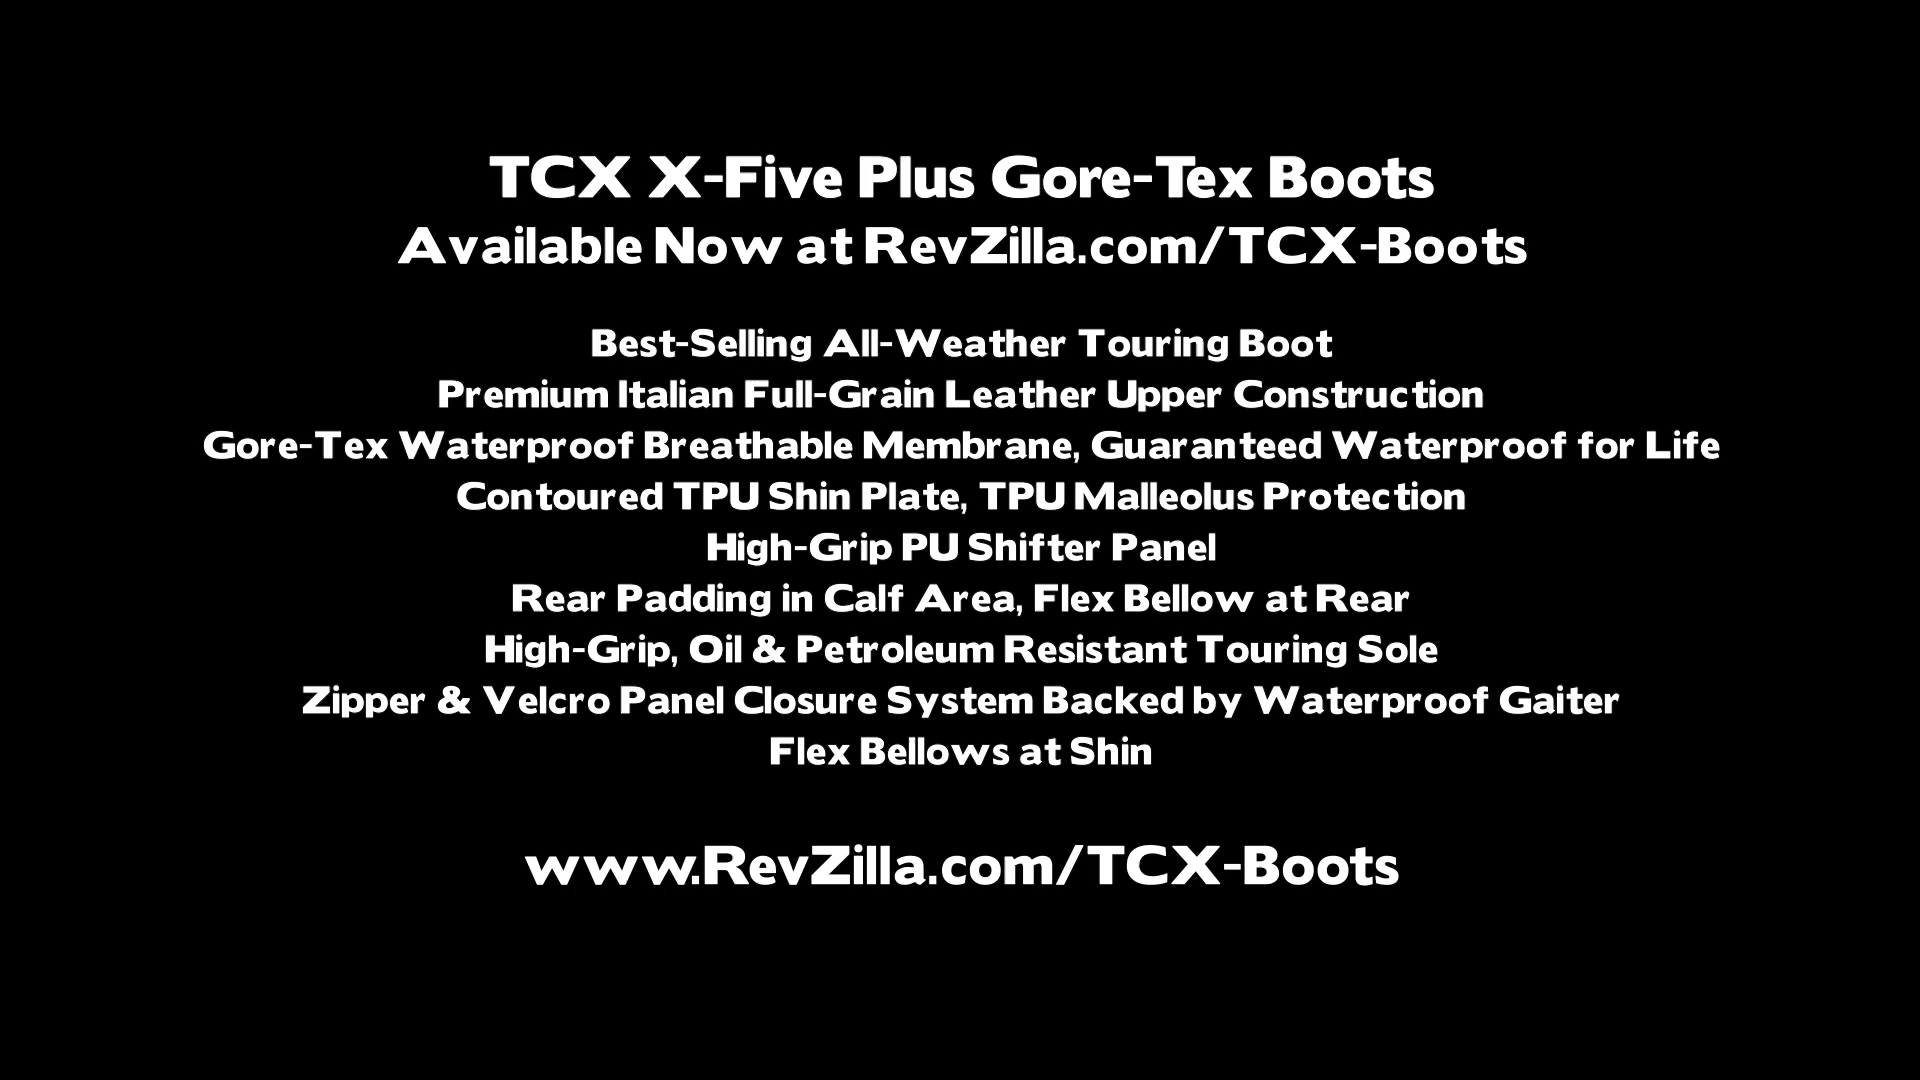 TCX X-Five Plus Gore-Tex Boots
Available Now at RevZilla.com/TCX-Boots
Best-Selling All-Weather Touring Boot
Premium Italian Full-Grain Leather Upper Construction
Gore-Tex Waterproof Breathable Membrane, Guaranteed Waterproof for Life
Contoured TPU Shin Plate, TPU Malleolus Protection
High-Grip PU Shifter Panel
Rear Padding in Calf Area, Flex Bellow at Rear
High-Grip, Oil & Petroleum Resistant Touring Sole
Zipper & Velcro Panel Closure System Backed by Waterproof Gaiter
Flex Bellows at Shin
www.RevZilla.com/TCX-Boots